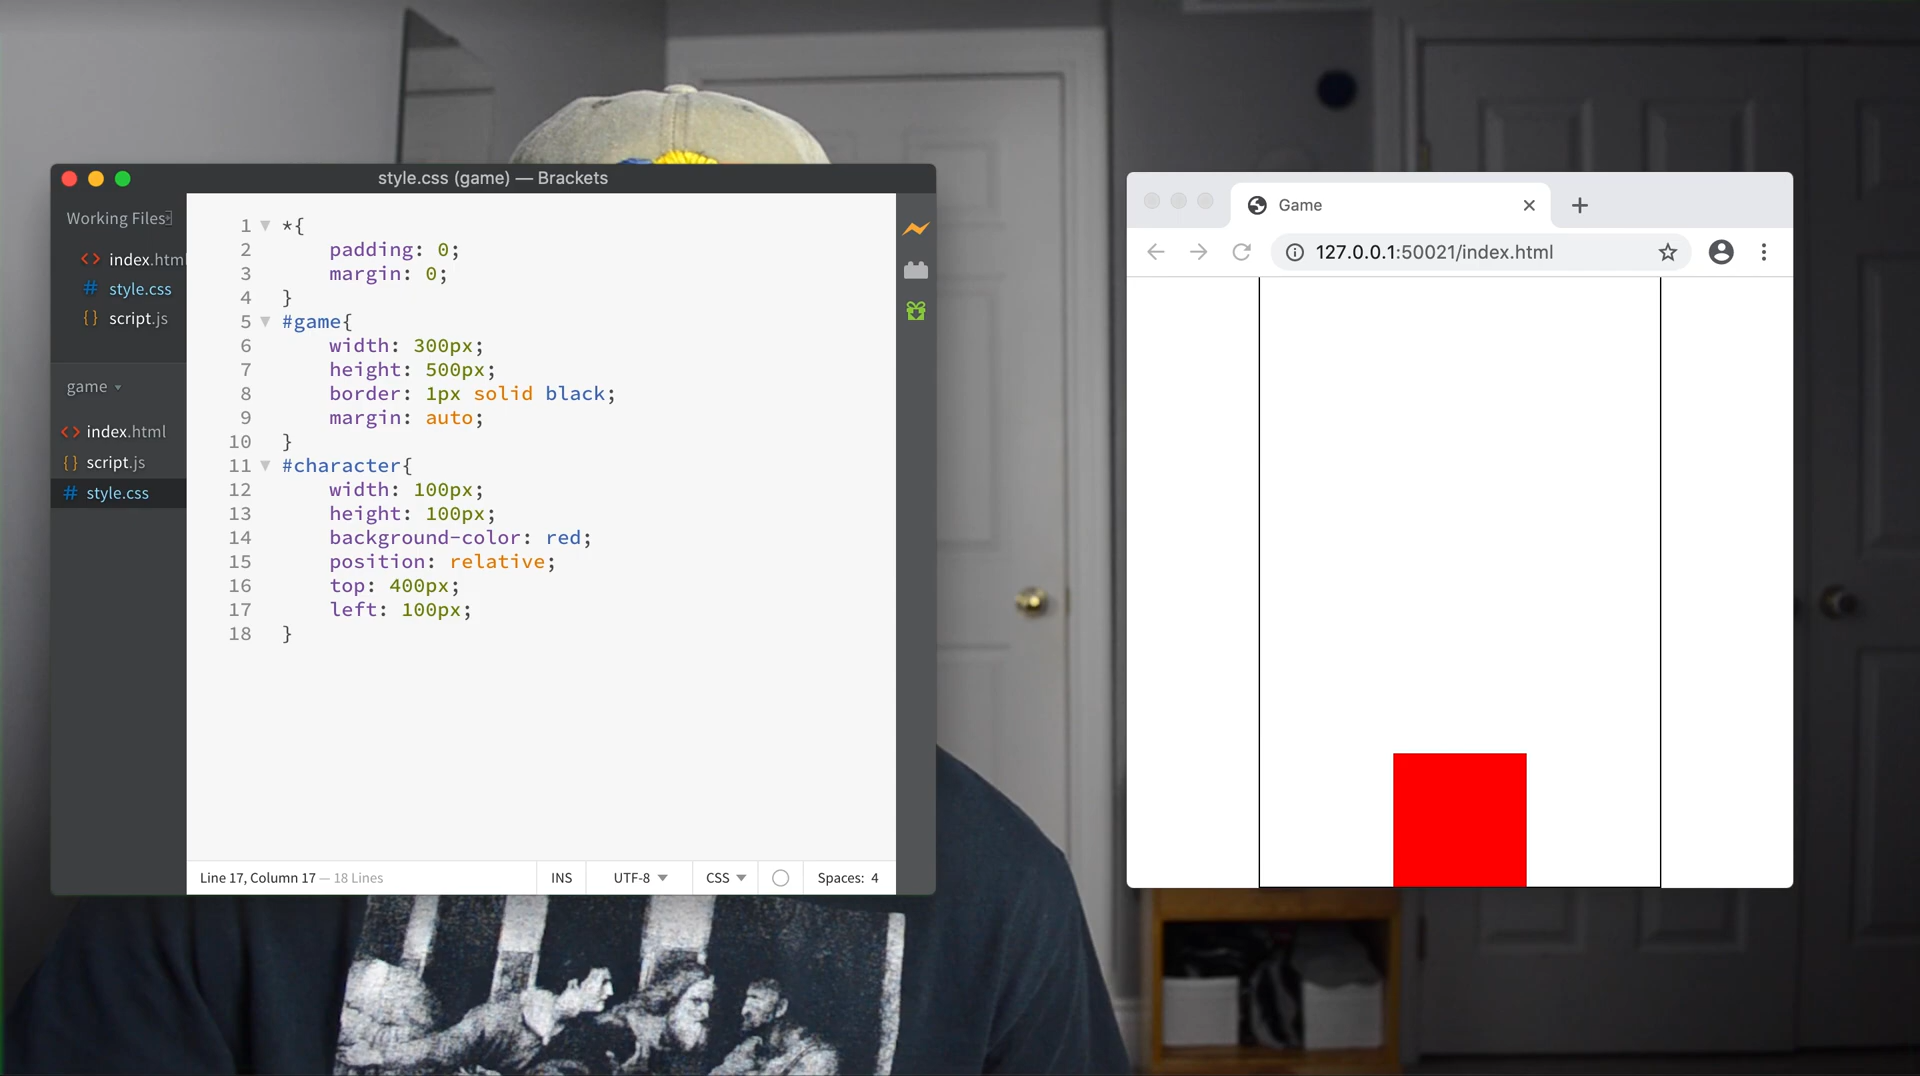 style.css (game) — Brackets
Working Files
index.html
style.css
script.js
game
index.html
script.js
style.css
1 *{
2 padding: 0;
3 margin: 0;
4 }
5 #game{
6 width: 300px;
7 height: 500px;
8 border: 1px solid black;
9 margin: auto;
10 }
11 #character{
12 width: 100px;
13 height: 100px;
14 background-color: red;
15 position: relative;
16 top: 400px;
17 left: 100px;
18 }
Line 17, Column 17 — 18 Lines
INS UTF-8 CSS Spaces: 4
Game
127.0.0.1:50021/index.html